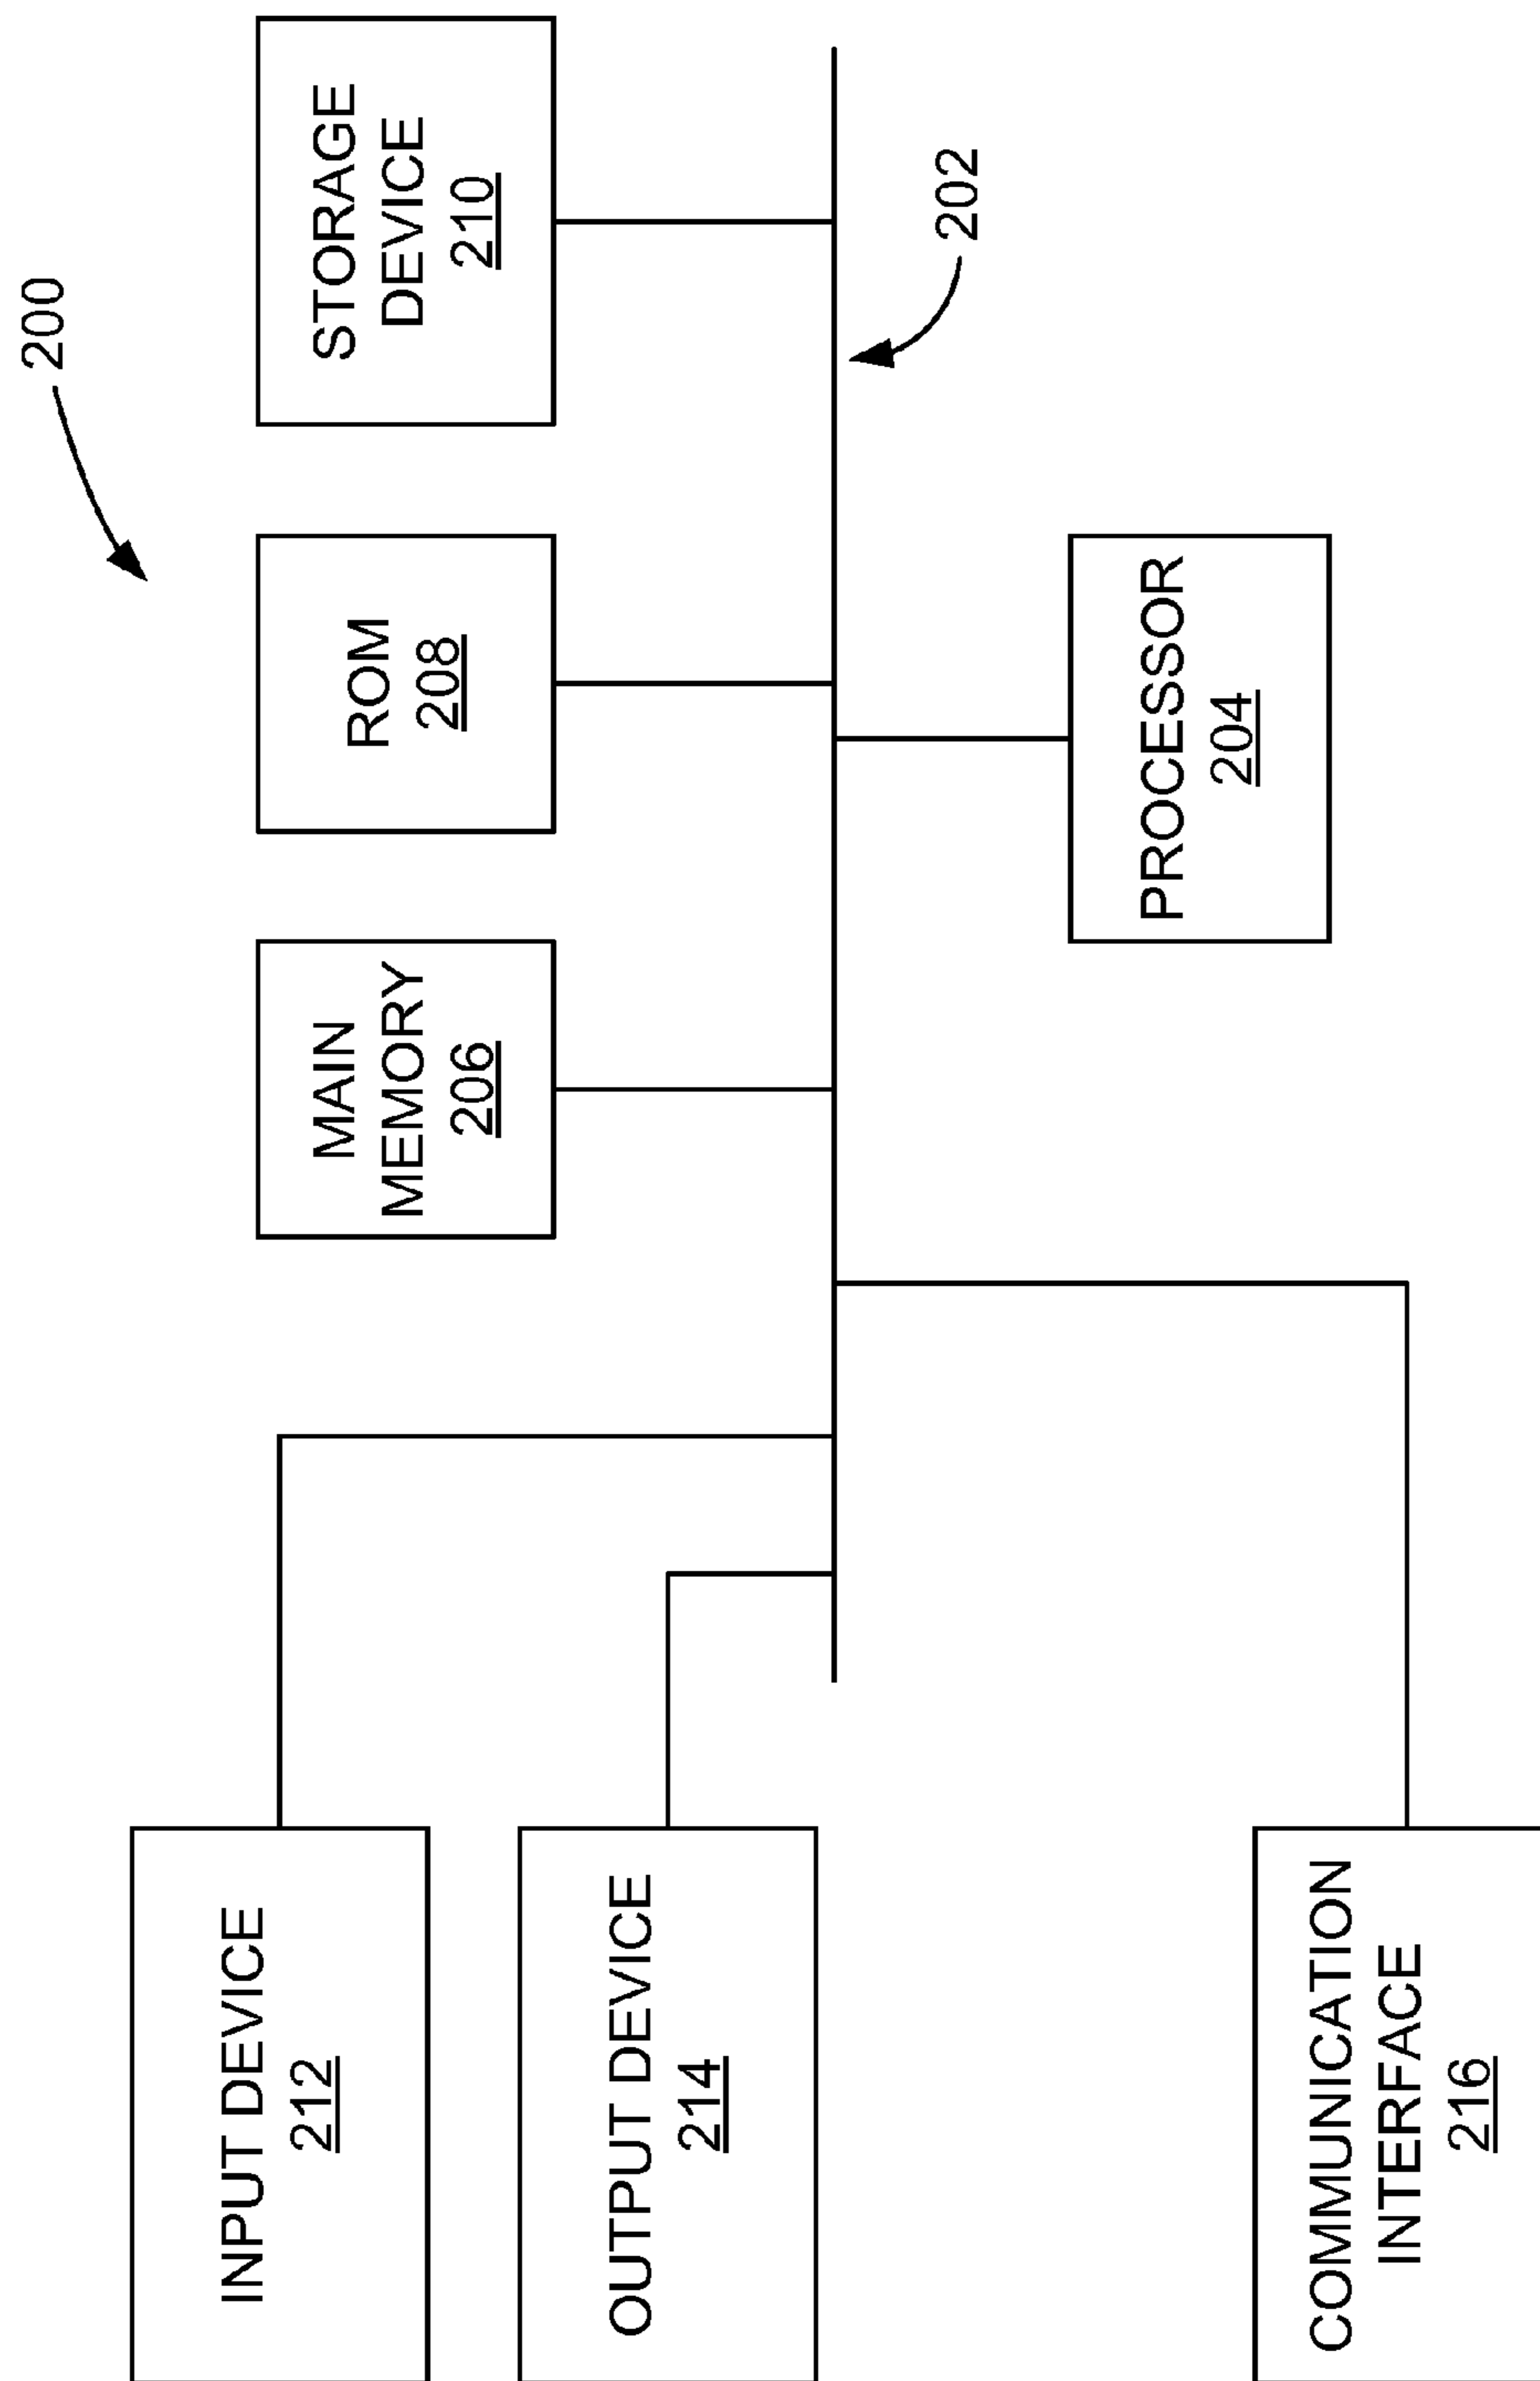 200
MAIN
MEMORY
206
ROM
208
STORAGE
DEVICE
210
INPUT DEVICE
212
OUTPUT DEVICE
214
202
PROCESSOR
204
COMMUNICATION
INTERFACE
216